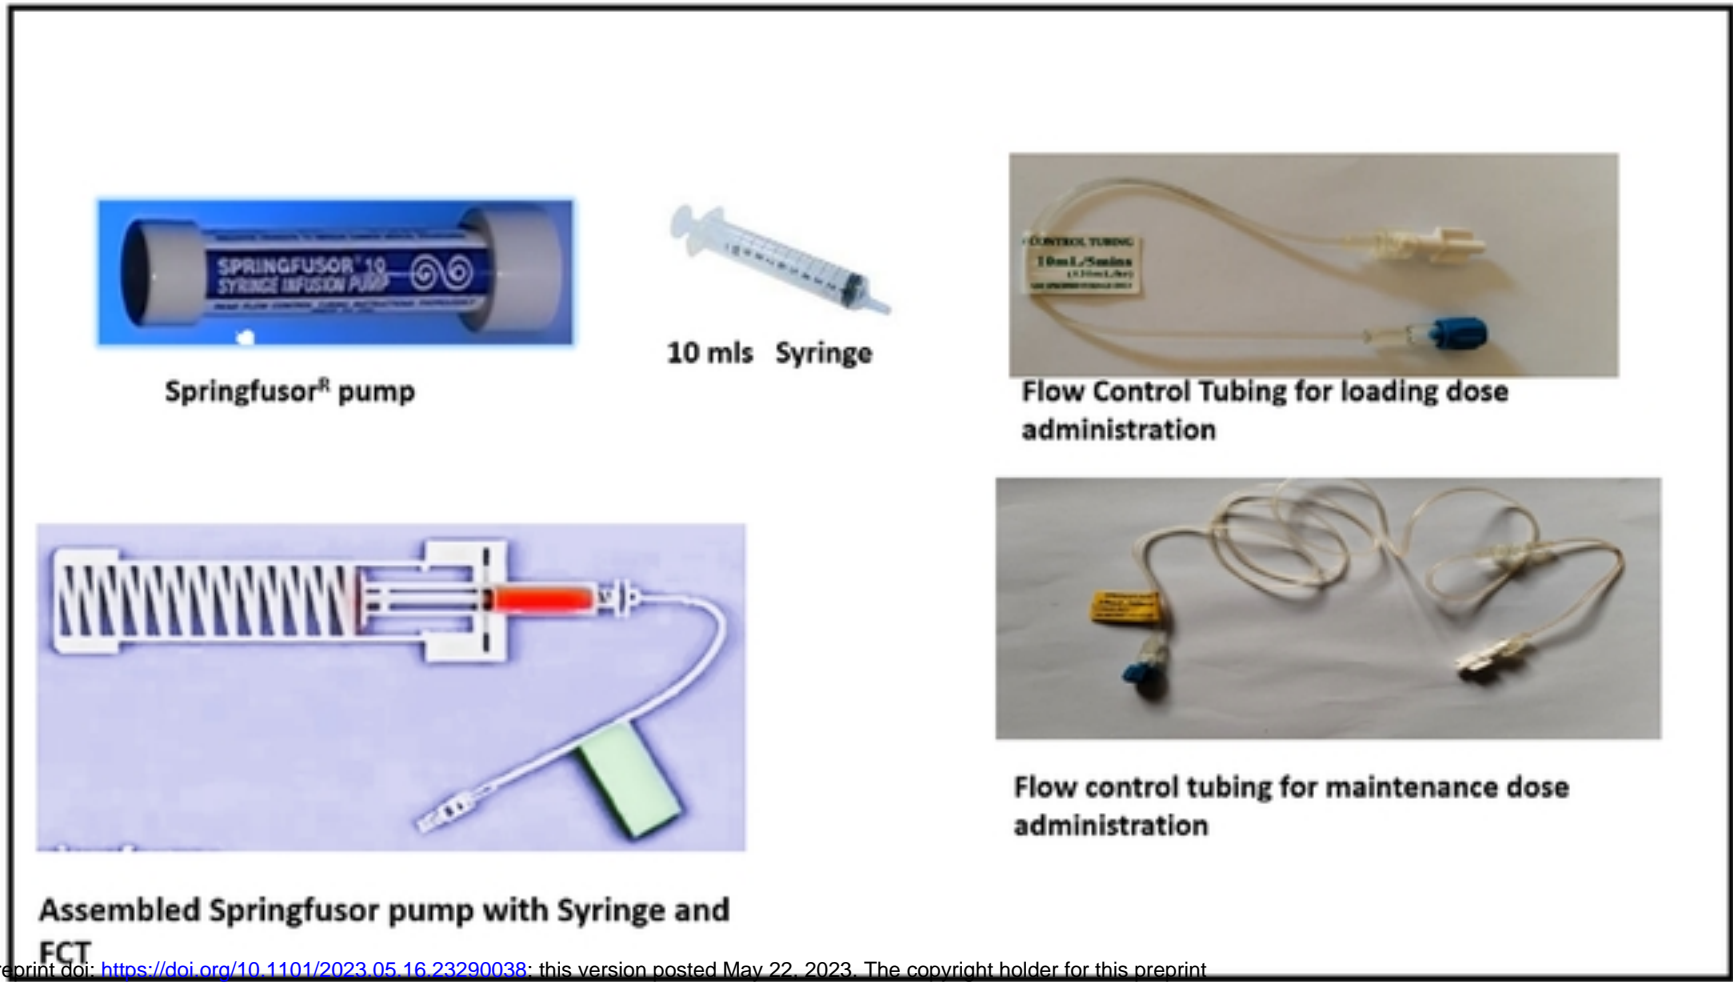 SPRINGFUSOR® 10
SYRINGE INFUSION PUMP
Springfusorᴿ pump
10 mls Syringe
CONTROL TUBING
10mL/5mins
(120mL/hr)
Flow Control Tubing for loading dose
administration
Flow control tubing for maintenance dose
administration
Assembled Springfusor pump with Syringe and
FCT
eprint doi: https://doi.org/10.1101/2023.05.16.23290038; this version posted May 22, 2023. The copyright holder for this preprint